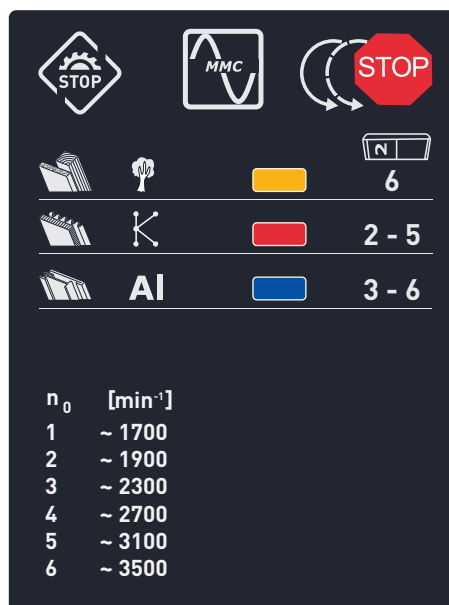 STOP MMC STOP
2
6
2 - 5
Al 3 - 6
n₀ [min⁻¹]
1 ~ 1700
2 ~ 1900
3 ~ 2300
4 ~ 2700
5 ~ 3100
6 ~ 3500